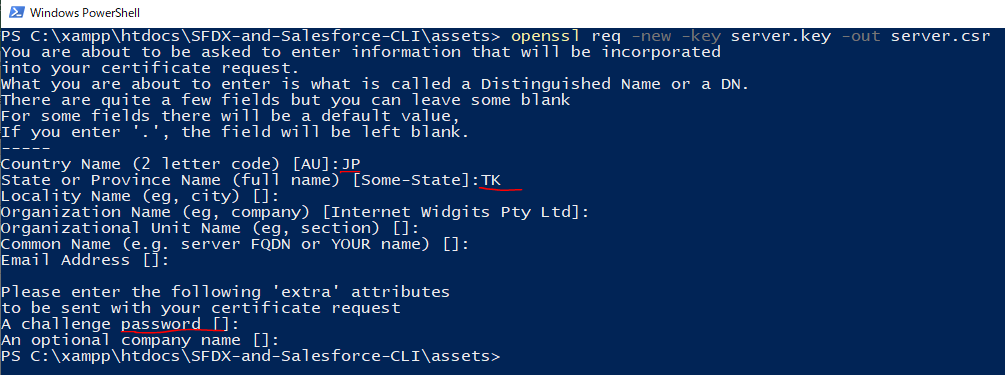 Windows PowerShell
PS C:\xampp\htdocs\SFDX-and-Salesforce-CLI\assets> openssl req -new -key server.key -out server.csr
You are about to be asked to enter information that will be incorporated
into your certificate request.
What you are about to enter is what is called a Distinguished Name or a DN.
There are quite a few fields but you can leave some blank
For some fields there will be a default value,
If you enter '.', the field will be left blank.
-----
Country Name (2 letter code) [AU]:JP
State or Province Name (full name) [Some-State]:TK
Locality Name (eg, city) []:
Organization Name (eg, company) [Internet Widgits Pty Ltd]:
Organizational Unit Name (eg, section) []:
Common Name (e.g. server FQDN or YOUR name) []:
Email Address []:

Please enter the following 'extra' attributes
to be sent with your certificate request
A challenge password []:
An optional company name []:
PS C:\xampp\htdocs\SFDX-and-Salesforce-CLI\assets>